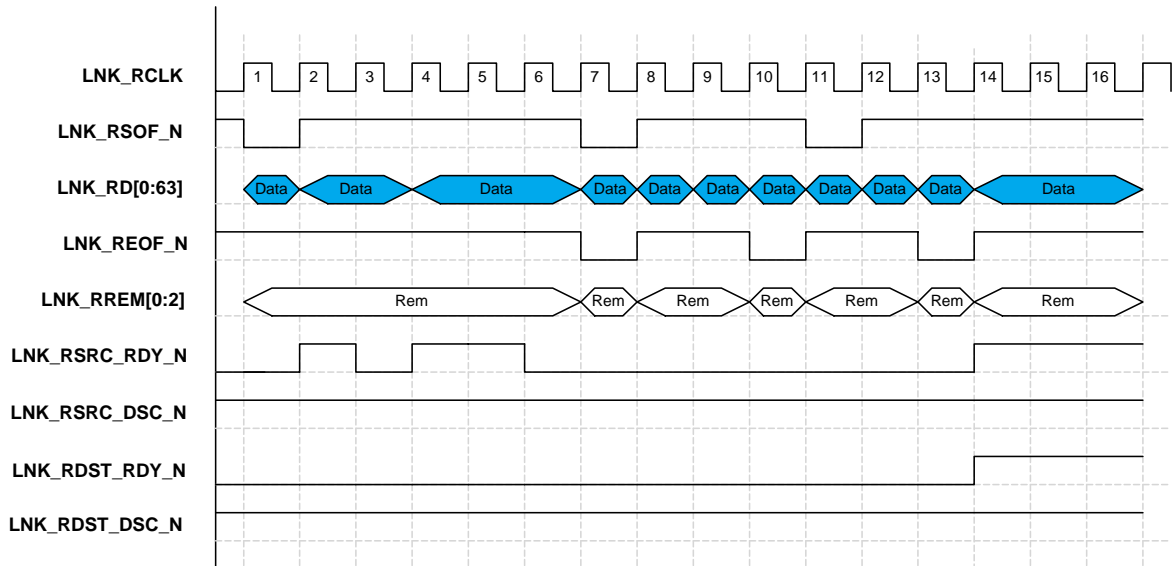 LNK_RCLK 1 2 3 4 5 6 7 8 9 10 11 12 13 14 15 16
LNK_RSOF_N
LNK_RD[0:63] Data Data Data Data Data Data Data Data Data Data Data
LNK_REOF_N
LNK_RREM[0:2] Rem Rem Rem Rem Rem Rem Rem
LNK_RSRC_RDY_N
LNK_RSRC_DSC_N
LNK_RDST_RDY_N
LNK_RDST_DSC_N